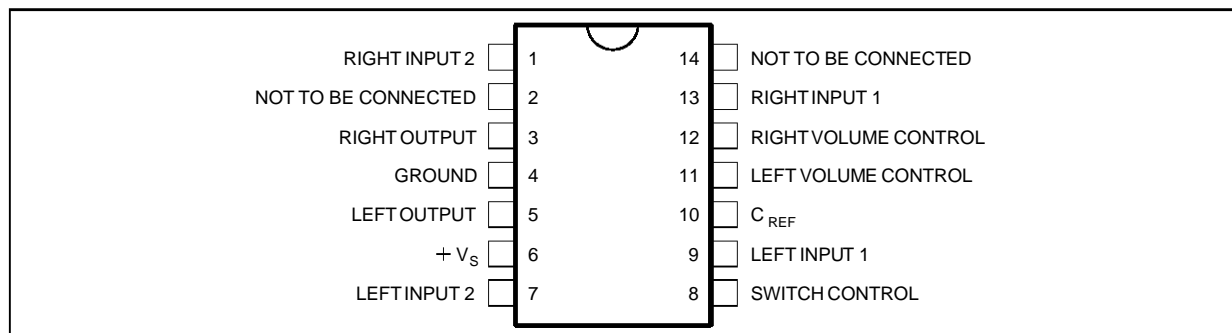 RIGHT INPUT 2 1 14 NOT TO BE CONNECTED
NOT TO BE CONNECTED 2 13 RIGHT INPUT 1
RIGHT OUTPUT 3 12 RIGHT VOLUME CONTROL
GROUND 4 11 LEFT VOLUME CONTROL
LEFT OUTPUT 5 10 C REF
+ VS 6 9 LEFT INPUT 1
LEFT INPUT 2 7 8 SWITCH CONTROL